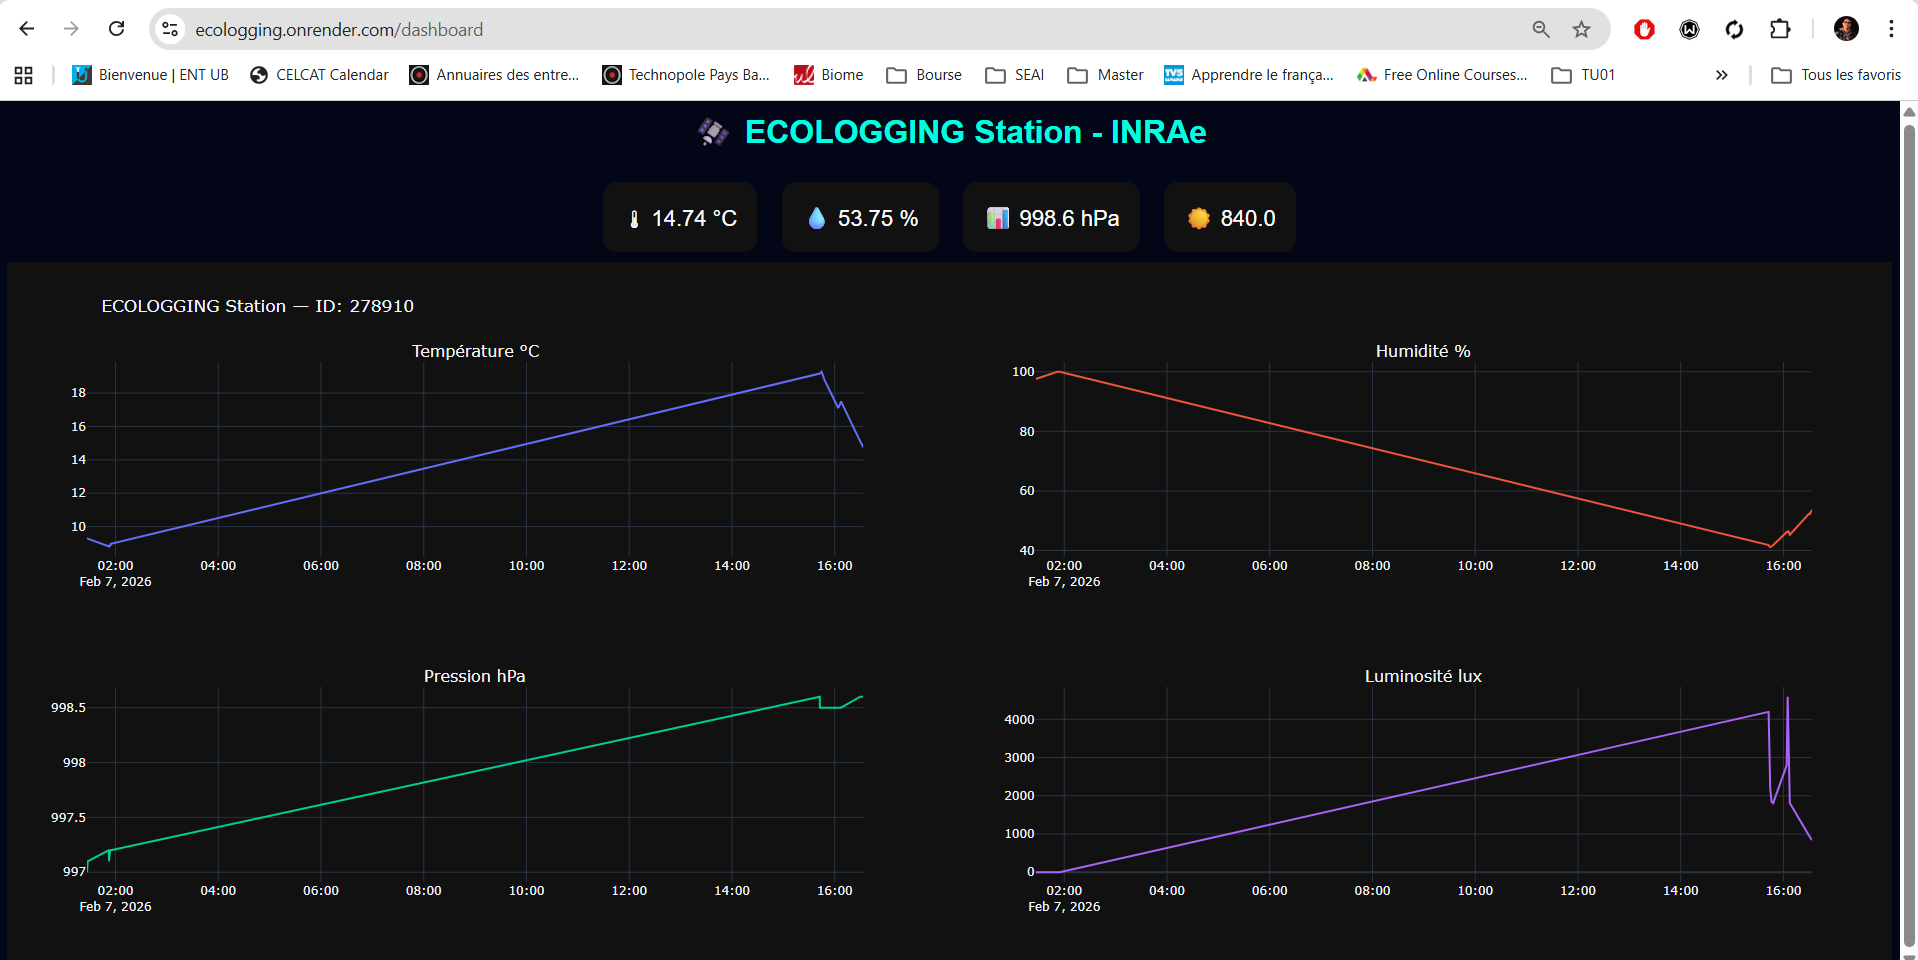 ecologging.onrender.com/dashboard
Bienvenue | ENT UB CELCAT Calendar Annuaires des entre... Technopole Pays Ba... Biome Bourse SEAI Master Apprendre le frança... Free Online Courses... TU01 » Tous les favoris
ECOLOGGING Station - INRAe
14.74 °C 53.75 % 998.6 hPa 840.0
ECOLOGGING Station — ID: 278910
Température °C
18
16
14
12
10
02:00 04:00 06:00 08:00 10:00 12:00 14:00 16:00
Feb 7, 2026
Humidité %
100
80
60
40
02:00 04:00 06:00 08:00 10:00 12:00 14:00 16:00
Feb 7, 2026
Pression hPa
998.5
998
997.5
997
02:00 04:00 06:00 08:00 10:00 12:00 14:00 16:00
Feb 7, 2026
Luminosité lux
4000
3000
2000
1000
0
02:00 04:00 06:00 08:00 10:00 12:00 14:00 16:00
Feb 7, 2026